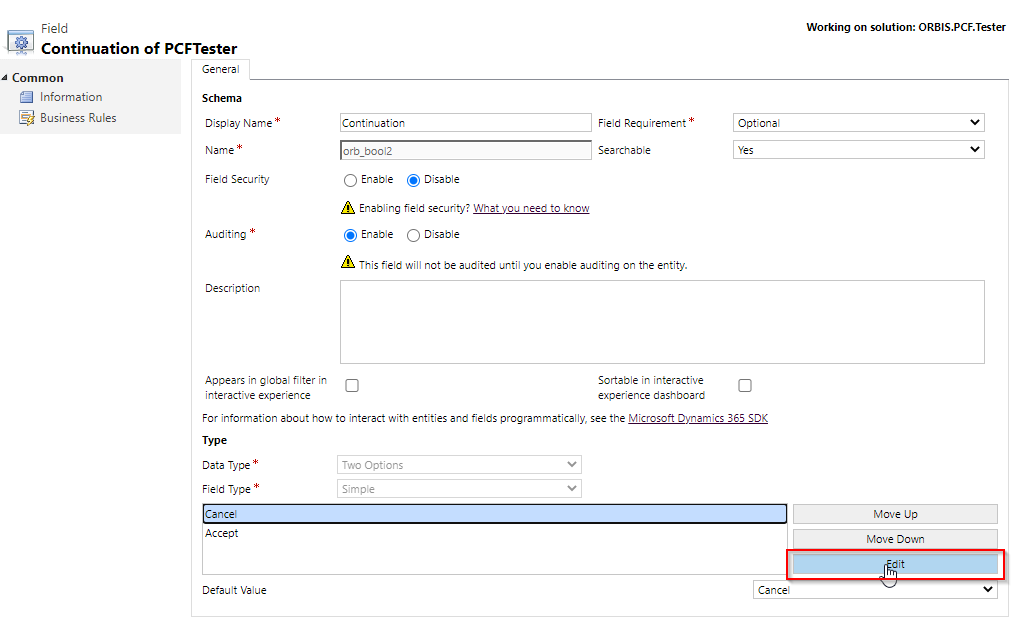 Field
Working on solution: ORBIS.PCF.Tester
Continuation of PCFTester
Common
Information
Business Rules
General
Schema
Display Name * Continuation Field Requirement * Optional
Name * orb_bool2 Searchable Yes
Field Security Enable Disable
Enabling field security? What you need to know
Auditing * Enable Disable
This field will not be audited until you enable auditing on the entity.
Description
Appears in global filter in interactive experience
Sortable in interactive experience dashboard
For information about how to interact with entities and fields programmatically, see the Microsoft Dynamics 365 SDK
Type
Data Type * Two Options
Field Type * Simple
Cancel Move Up
Accept Move Down
Edit
Default Value Cancel